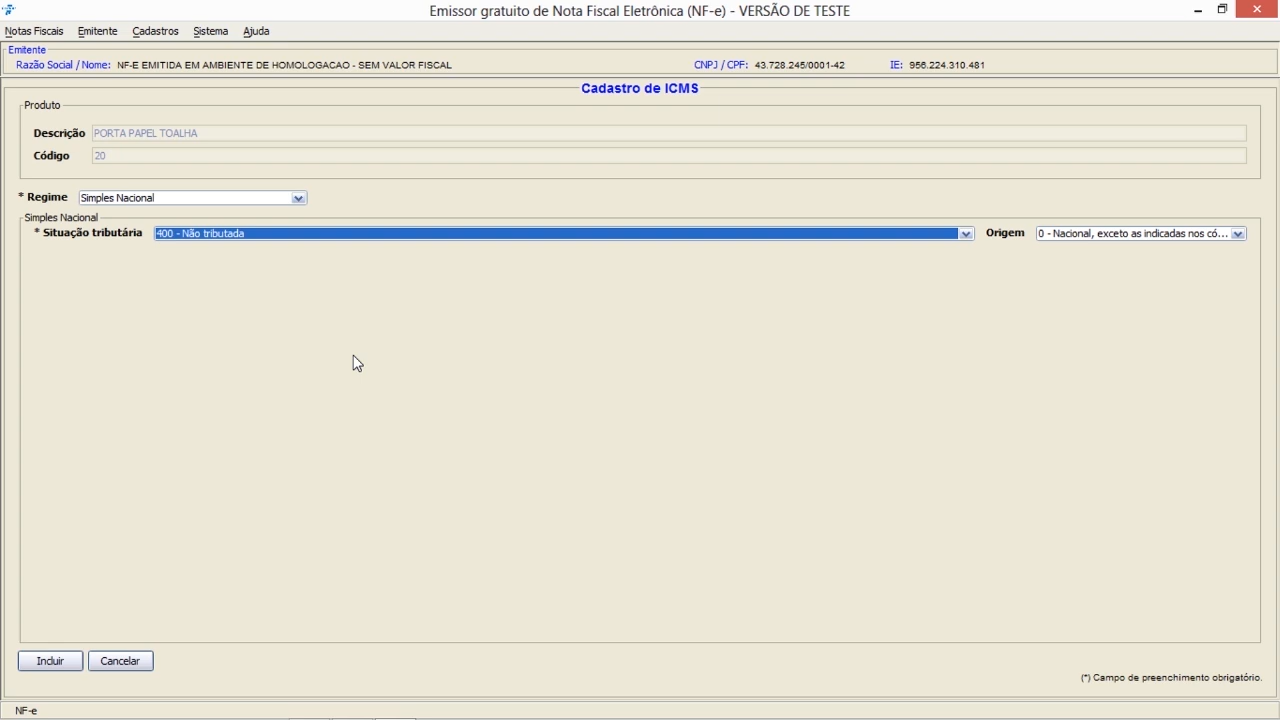 Emissor gratuito de Nota Fiscal Eletrônica (NF-e) - VERSÃO DE TESTE
Notas Fiscais Emitente Cadastros Sistema Ajuda
Emitente
Razão Social / Nome: NF-E EMITIDA EM AMBIENTE DE HOMOLOGACAO - SEM VALOR FISCAL CNPJ / CPF: 43.728.245/0001-42 IE: 956.224.310.481
Cadastro de ICMS
Produto
Descrição PORTA PAPEL TOALHA
Código 20
* Regime Simples Nacional
Simples Nacional
* Situação tributária 400 - Não tributada Origem 0 - Nacional, exceto as indicadas nos có...
Incluir Cancelar
(*) Campo de preenchimento obrigatório.
NF-e